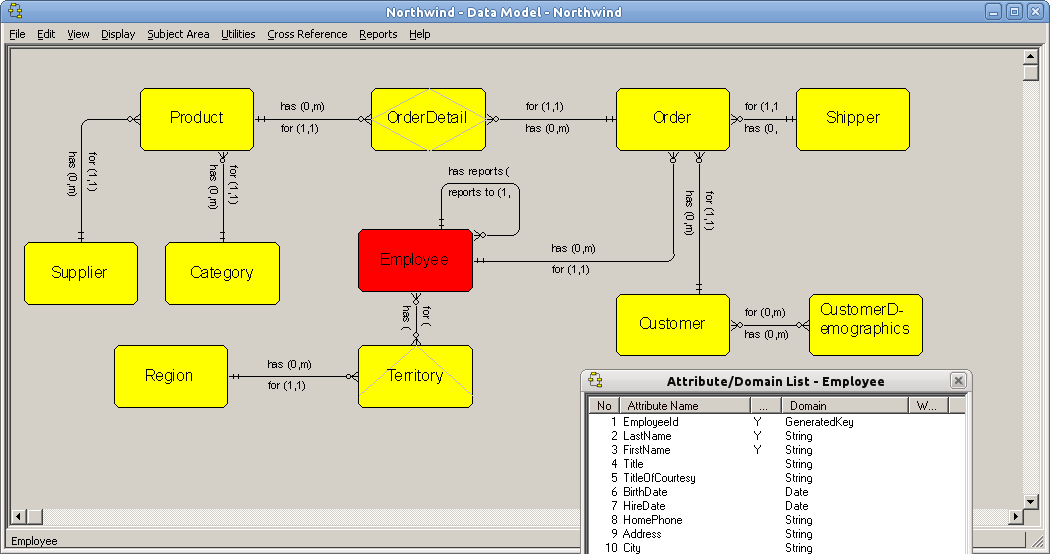 Northwind - Data Model - Northwind
File Edit View Display Subject Area Utilities Cross Reference Reports Help
Product
has (0,m)
for (1,1)
OrderDetail
for (1,1)
has (0,m)
Order
for (1,1
has (0,
Shipper
for (1,1)
has (0,m)
for (1,1)
has (0,m)
has reports (
reports to (1,
for (1,1)
has (0,m)
Supplier
Category
Employee
has (0,m)
for (1,1)
for (
has (
Customer
for (0,m)
has (0,m)
CustomerD-
emographics
Region
has (0,m)
for (1,1)
Territory
Attribute/Domain List - Employee
No Attribute Name ... Domain W...
1 EmployeeId Y GeneratedKey
2 LastName Y String
3 FirstName Y String
4 Title String
5 TitleOfCourtesy String
6 BirthDate Date
7 HireDate Date
8 HomePhone String
9 Address String
10 City String
Employee